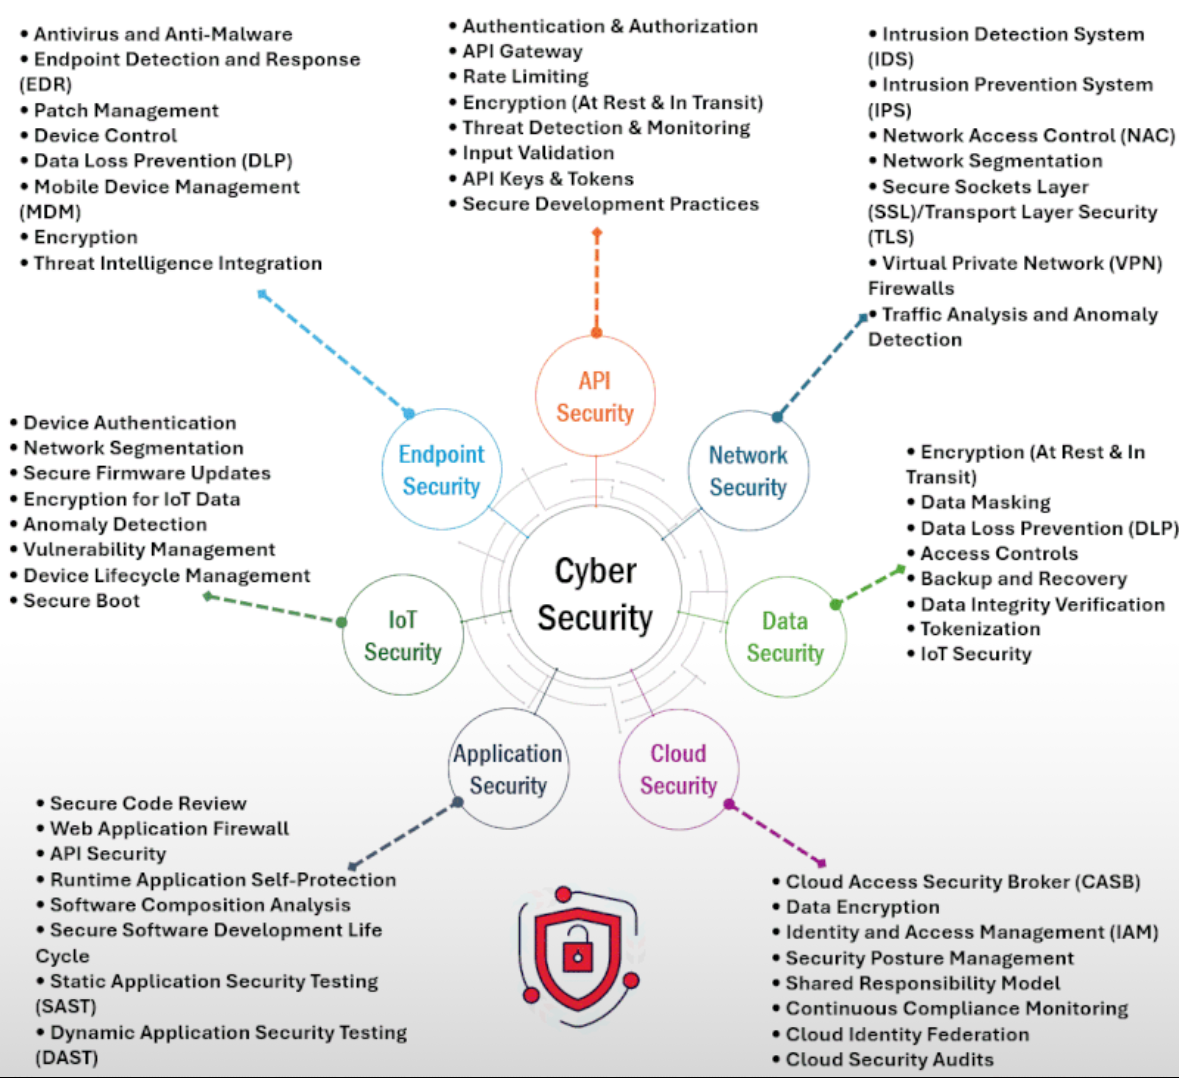 • Antivirus and Anti-Malware
• Endpoint Detection and Response
(EDR)
• Patch Management
• Device Control
• Data Loss Prevention (DLP)
• Mobile Device Management
(MDM)
• Encryption
• Threat Intelligence Integration
• Authentication & Authorization
• API Gateway
• Rate Limiting
• Encryption (At Rest & In Transit)
• Threat Detection & Monitoring
• Input Validation
• API Keys & Tokens
• Secure Development Practices
• Intrusion Detection System
(IDS)
• Intrusion Prevention System
(IPS)
• Network Access Control (NAC)
• Network Segmentation
• Secure Sockets Layer
(SSL)/Transport Layer Security
(TLS)
• Virtual Private Network (VPN)
Firewalls
• Traffic Analysis and Anomaly
Detection
API
Security
Endpoint
Security
Network
Security
• Device Authentication
• Network Segmentation
• Secure Firmware Updates
• Encryption for IoT Data
• Anomaly Detection
• Vulnerability Management
• Device Lifecycle Management
• Secure Boot
• Encryption (At Rest & In
Transit)
• Data Masking
• Data Loss Prevention (DLP)
• Access Controls
• Backup and Recovery
• Data Integrity Verification
• Tokenization
• IoT Security
Cyber
Security
IoT
Security
Data
Security
Application
Security
Cloud
Security
• Secure Code Review
• Web Application Firewall
• API Security
• Runtime Application Self-Protection
• Software Composition Analysis
• Secure Software Development Life
Cycle
• Static Application Security Testing
(SAST)
• Dynamic Application Security Testing
(DAST)
• Cloud Access Security Broker (CASB)
• Data Encryption
• Identity and Access Management (IAM)
• Security Posture Management
• Shared Responsibility Model
• Continuous Compliance Monitoring
• Cloud Identity Federation
• Cloud Security Audits